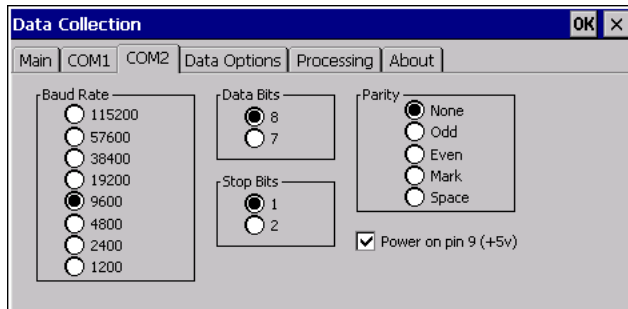 Data Collection OK ×
Main COM1 COM2 Data Options Processing About
Baud Rate
115200
57600
38400
19200
9600
4800
2400
1200
Data Bits
8
7
Stop Bits
1
2
Parity
None
Odd
Even
Mark
Space
Power on pin 9 (+5v)